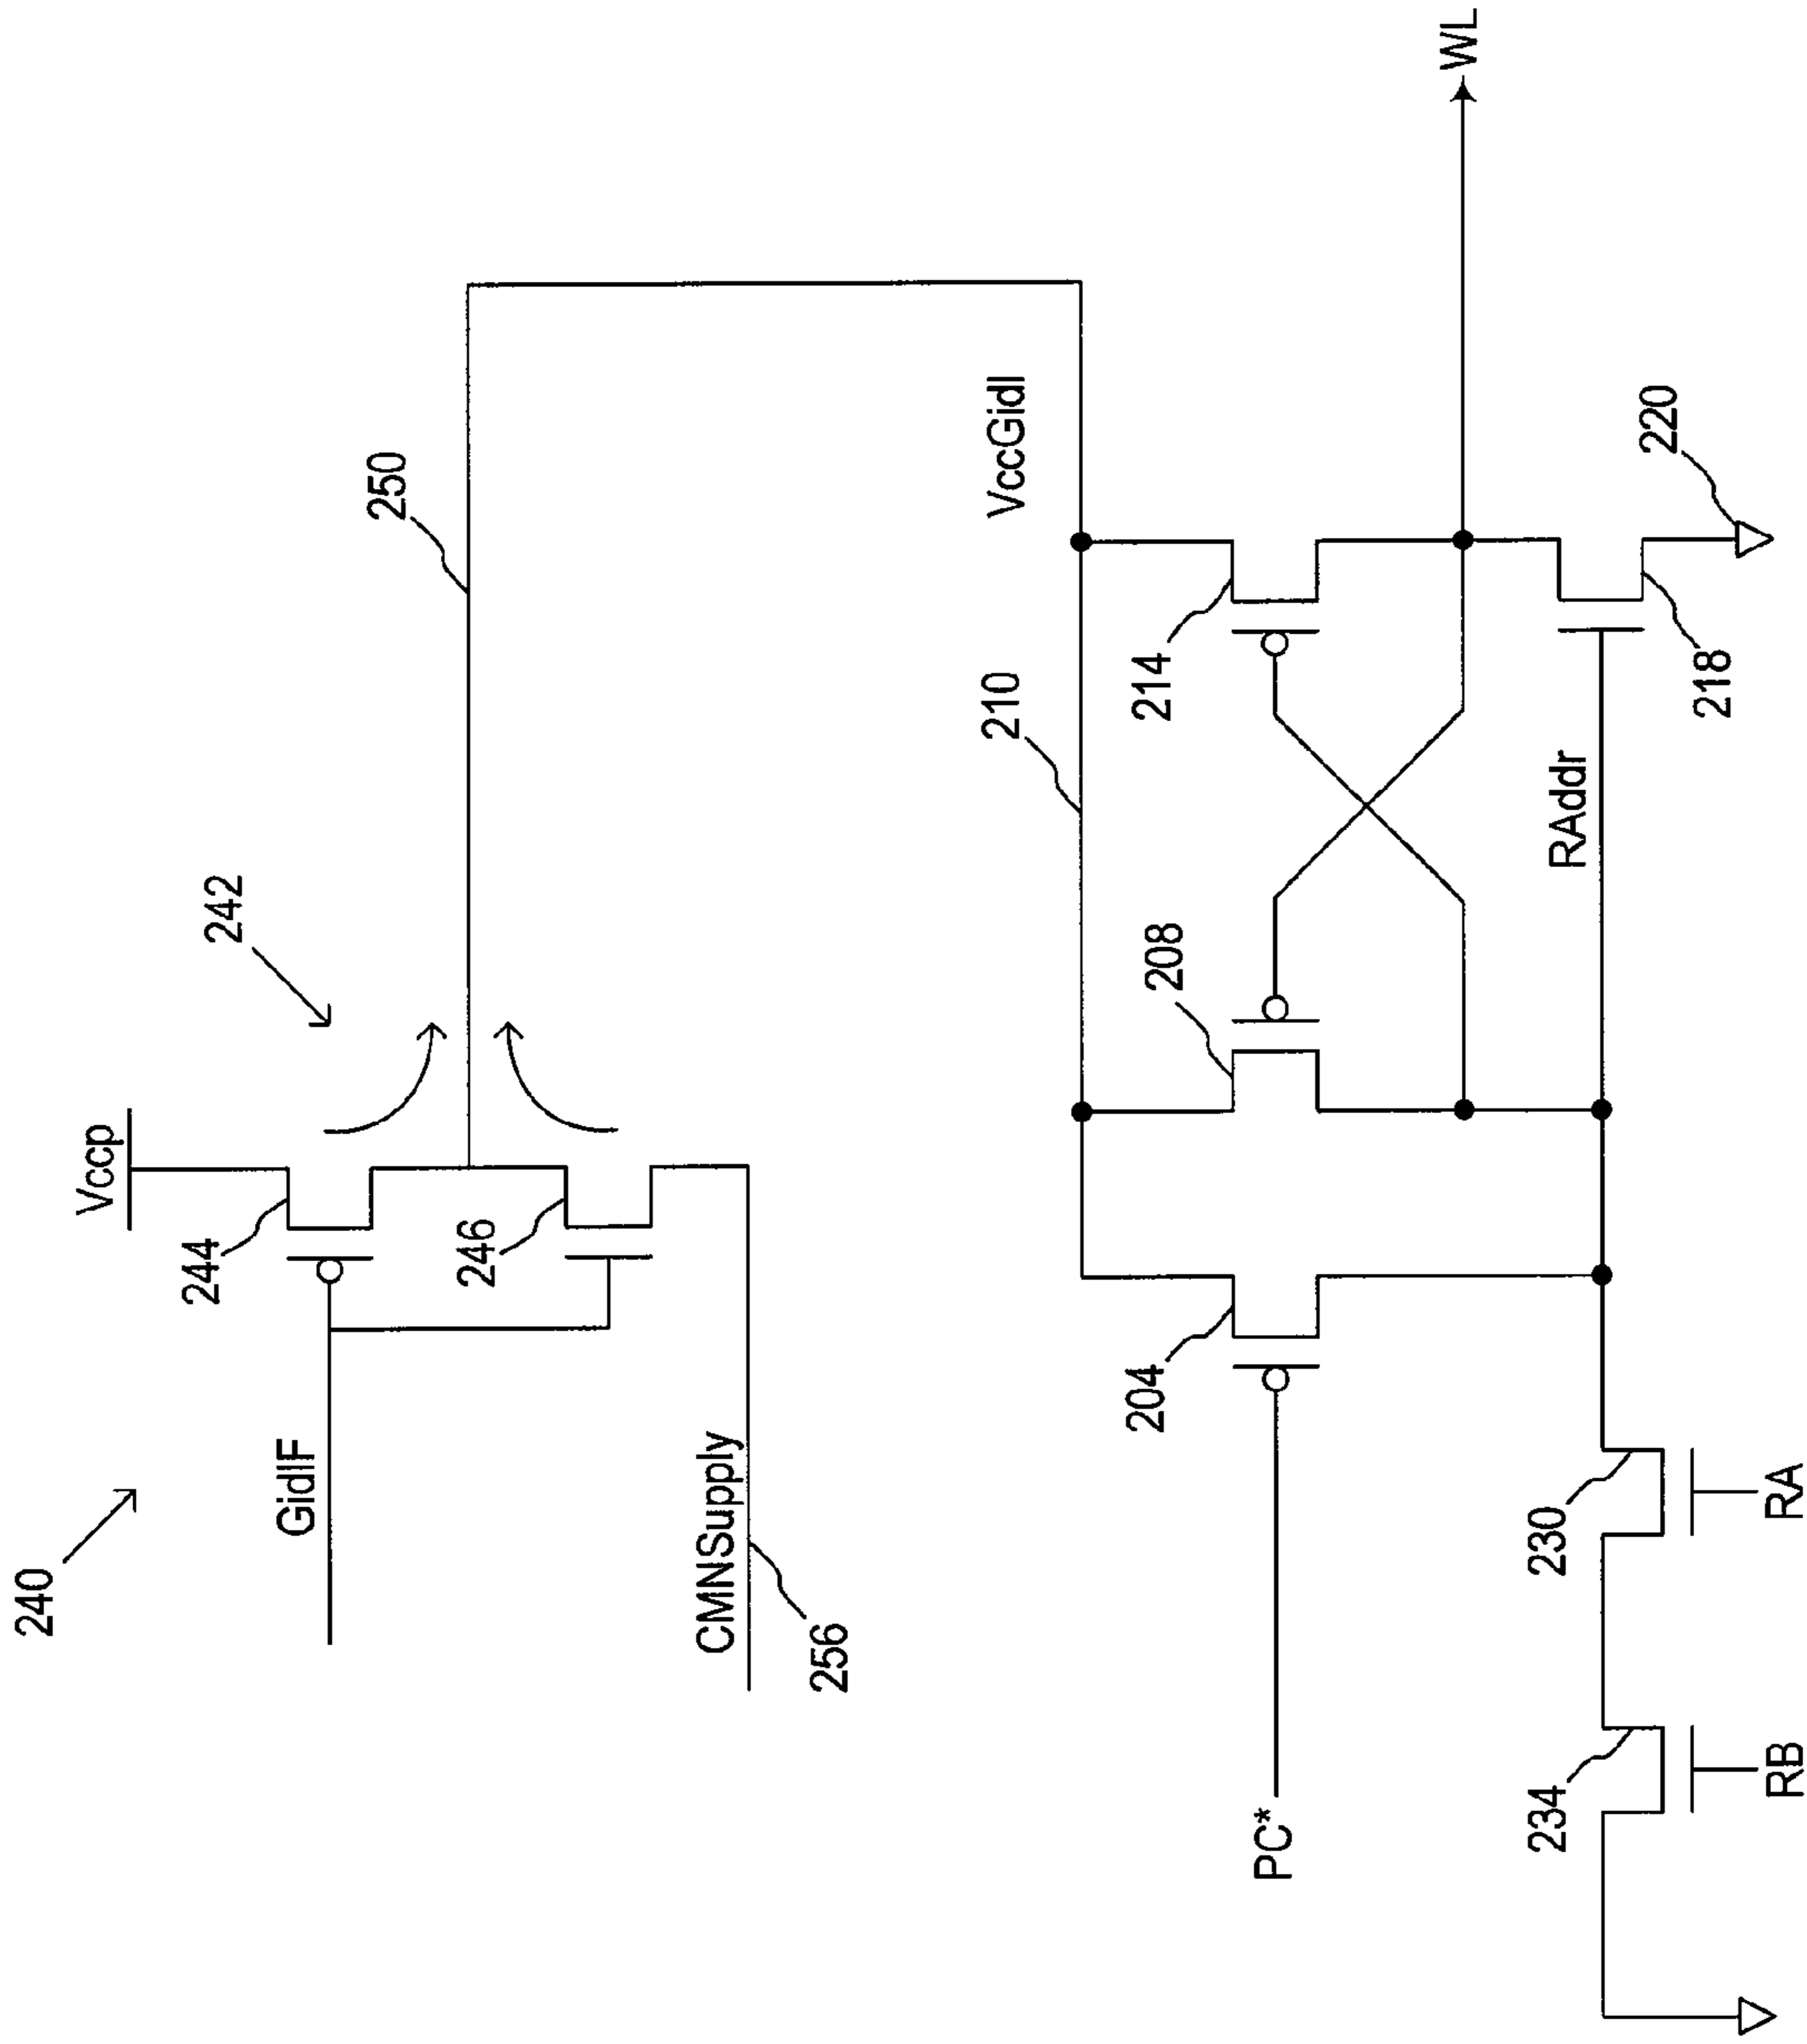 240
242
Vccp
244
GidlF
246
250
CMNSupply
256
210
VccGidl
204
208
214
PC*
WL
RAddr
218
220
230
234
RA
RB